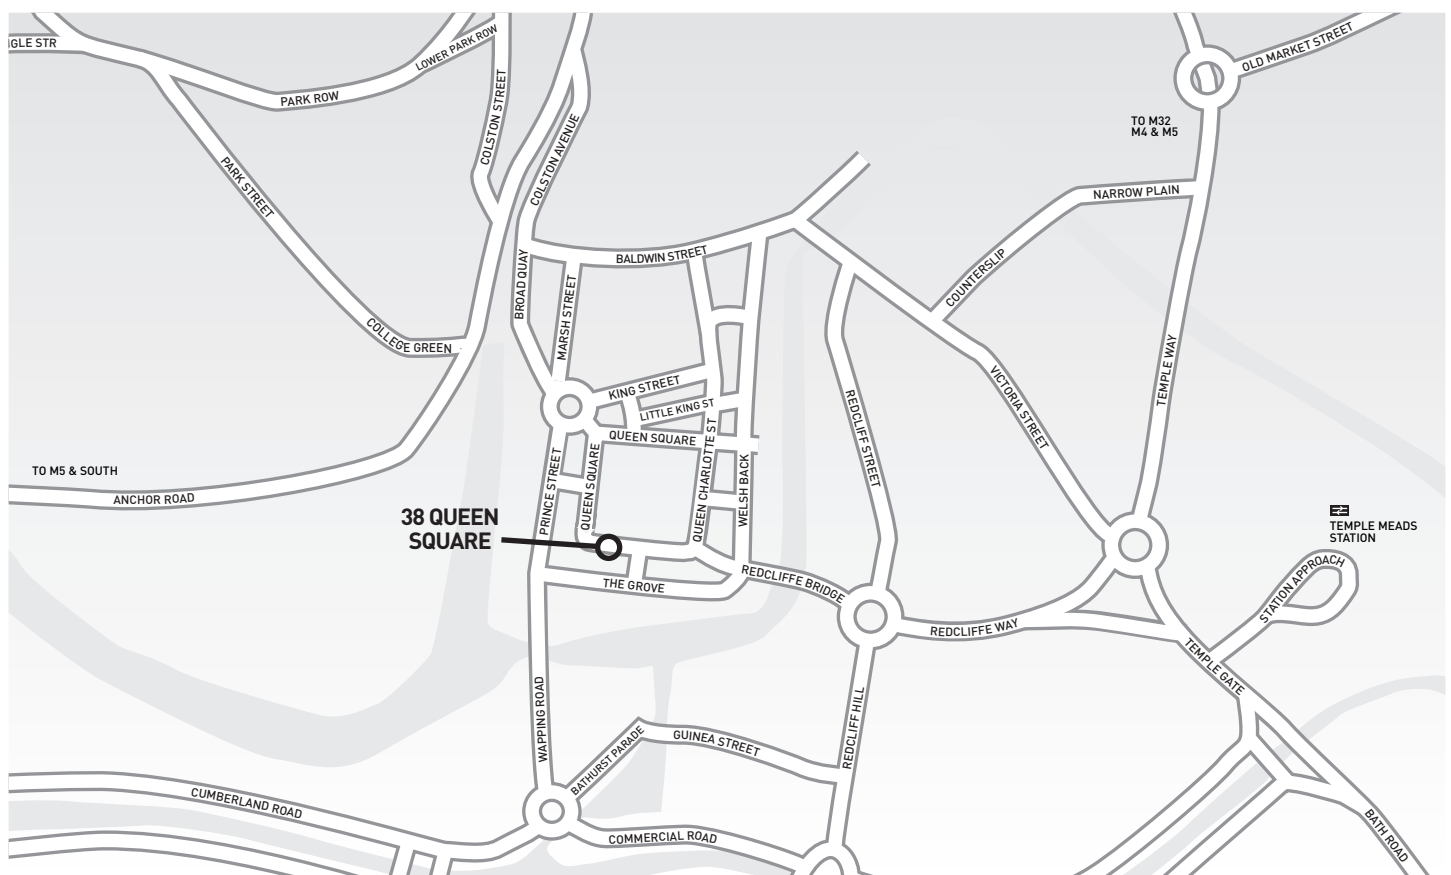 IGLE STR
LOWER PARK ROW
PARK ROW
COLSTON STREET
OLD MARKET STREET
TO M32
M4 & M5
COLSTON AVENUE
PARK STREET
NARROW PLAIN
BALDWIN STREET
BROAD QUAY
COUNTERSLIP
MARSH STREET
COLLEGE GREEN
TEMPLE WAY
KING STREET
LITTLE KING ST
REDCLIFF STREET
VICTORIA STREET
QUEEN SQUARE
TO M5 & SOUTH
ANCHOR ROAD
PRINCE STREET
QUEEN SQUARE
QUEEN CHARLOTTE ST
WELSH BACK
38 QUEEN
SQUARE
TEMPLE MEADS
STATION
STATION APPROACH
THE GROVE
REDCLIFFE BRIDGE
REDCLIFFE WAY
TEMPLE GATE
WAPPING ROAD
REDCLIFF HILL
BATHURST PARADE
GUINEA STREET
CUMBERLAND ROAD
COMMERCIAL ROAD
BATH ROAD